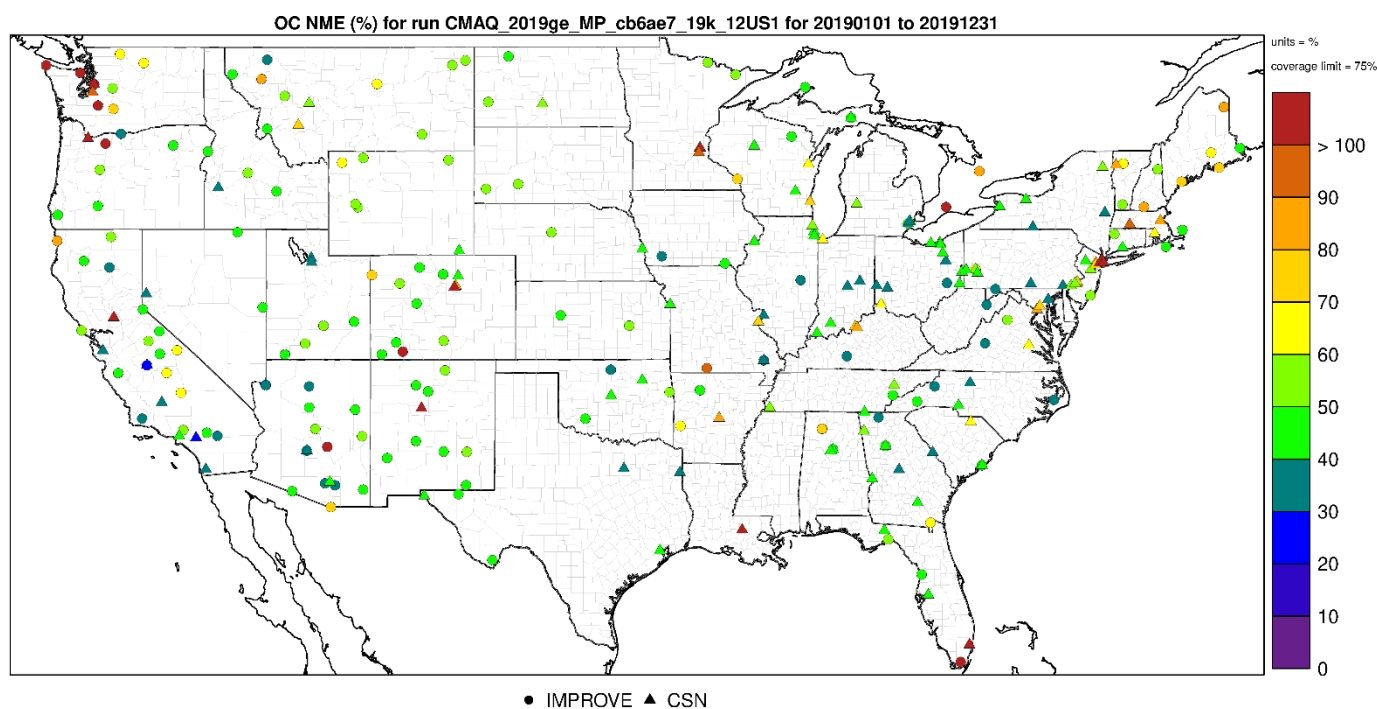 OC NME (%) for run CMAQ_2019ge_MP_cb6ae7_19k_12US1 for 20190101 to 20191231
units = %
coverage limit = 75%
> 100
90
80
70
60
50
40
30
20
10
0
● IMPROVE ▲ CSN